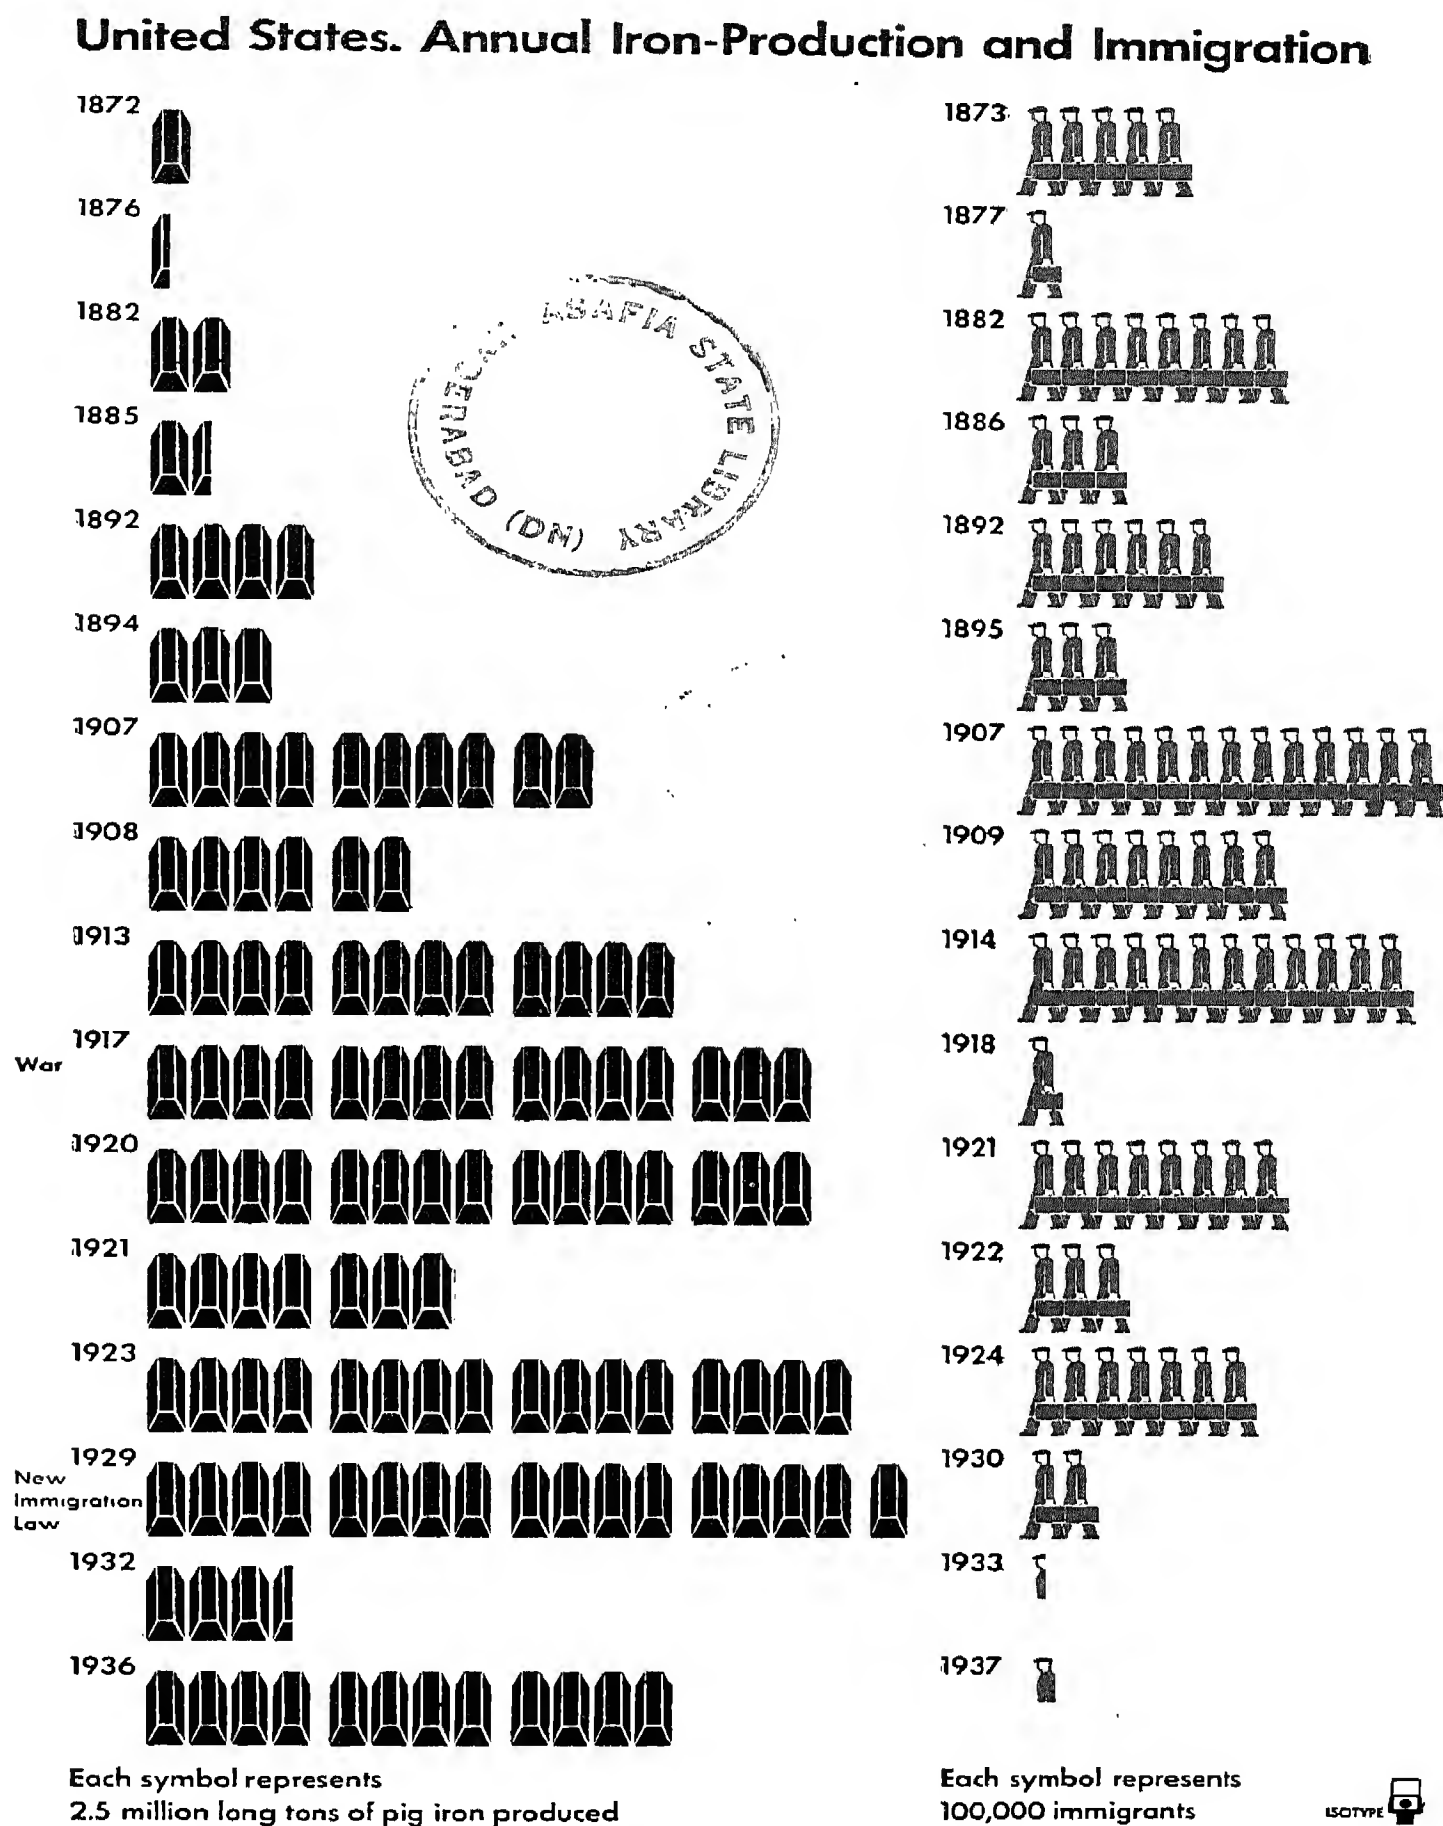 United States. Annual Iron-Production and Immigration
1872
1873
1876
1877
1882
1882
1885
1886
1892
1892
1894
1895
1907
1907
1908
1909
1913
1914
War
1917
1918
1920
1921
1921
1922
1923
1924
1929
New
Immigration
Law
1930
1932
1933
1936
1937
Each symbol represents
2.5 million long tons of pig iron produced
Each symbol represents
100,000 immigrants
ISOTYPE
ASAFIA STATE LIBRARY
(DN)